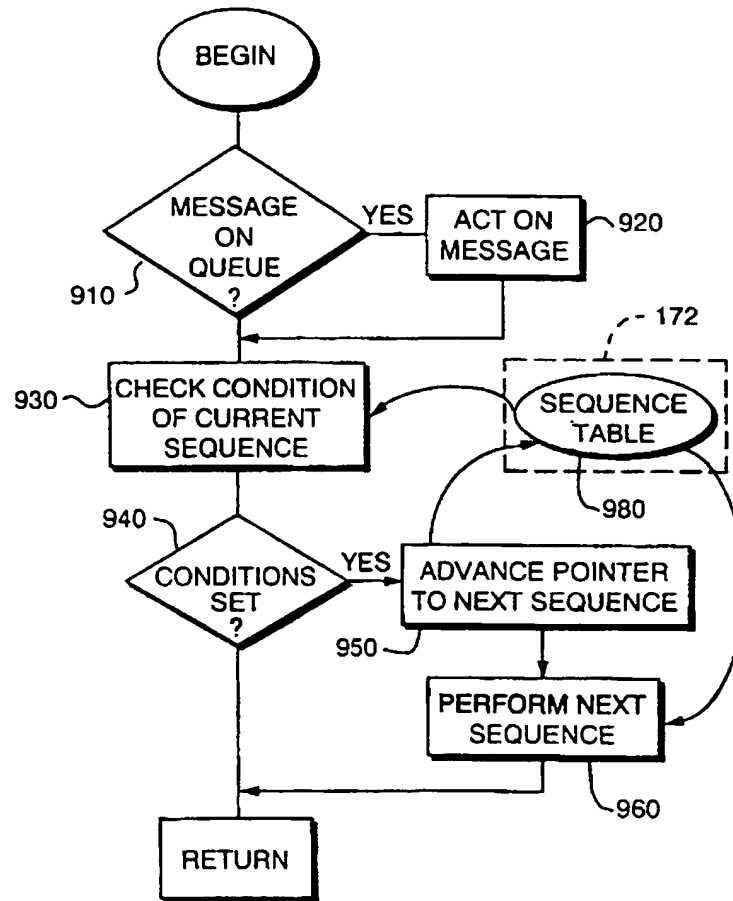 BEGIN
MESSAGE
ON
QUEUE
?
910
YES
ACT ON
MESSAGE
920
172
930
CHECK CONDITION
OF CURRENT
SEQUENCE
SEQUENCE
TABLE
980
940
CONDITIONS
SET
?
YES
ADVANCE POINTER
TO NEXT SEQUENCE
950
PERFORM NEXT
SEQUENCE
960
RETURN